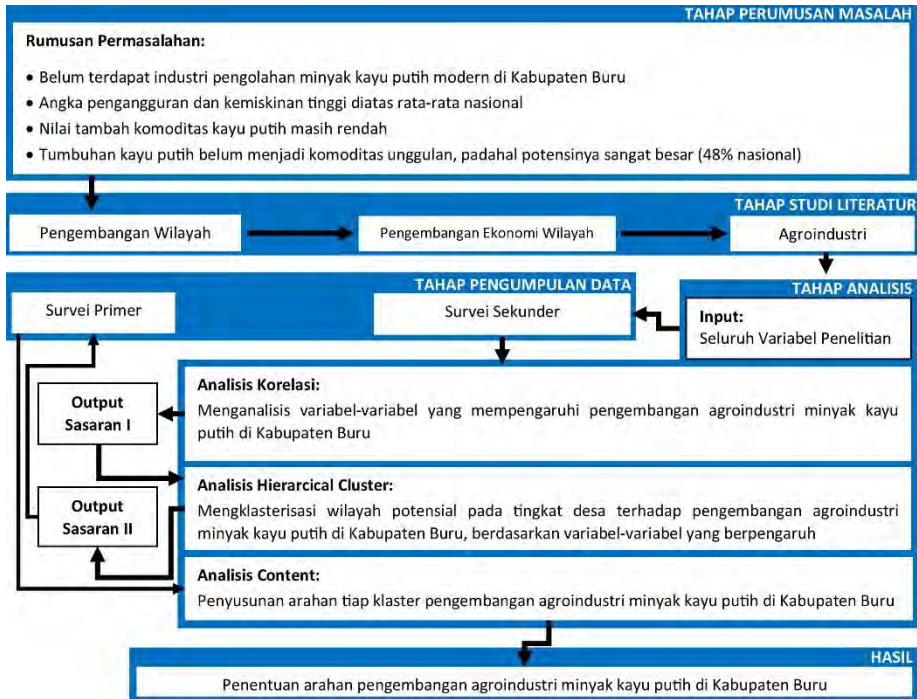 TAHAP PERUMUSAN MASALAH
Rumusan Permasalahan:
• Belum terdapat industri pengolahan minyak kayu putih modern di Kabupaten Buru
• Angka pengangguran dan kemiskinan tinggi diatas rata-rata nasional
• Nilai tambah komoditas kayu putih masih rendah
• Tumbuhan kayu putih belum menjadi komoditas unggulan, padahal potensinya sangat besar (48% nasional)
TAHAP STUDI LITERATUR
Pengembangan Wilayah
Pengembangan Ekonomi Wilayah
Agroindustri
TAHAP PENGUMPULAN DATA
Survei Primer
Survei Sekunder
TAHAP ANALISIS
Input:
Seluruh Variabel Penelitian
Analisis Korelasi:
Menganalisis variabel-variabel yang mempengaruhi pengembangan agroindustri minyak kayu
putih di Kabupaten Buru
Output
Sasaran I
Analisis Hierarcical Cluster:
Mengklasterisasi wilayah potensial pada tingkat desa terhadap pengembangan agroindustri
minyak kayu putih di Kabupaten Buru, berdasarkan variabel-variabel yang berpengaruh
Output
Sasaran II
Analisis Content:
Penyusunan arahan tiap klaster pengembangan agroindustri minyak kayu putih di Kabupaten Buru
HASIL
Penentuan arahan pengembangan agroindustri minyak kayu putih di Kabupaten Buru